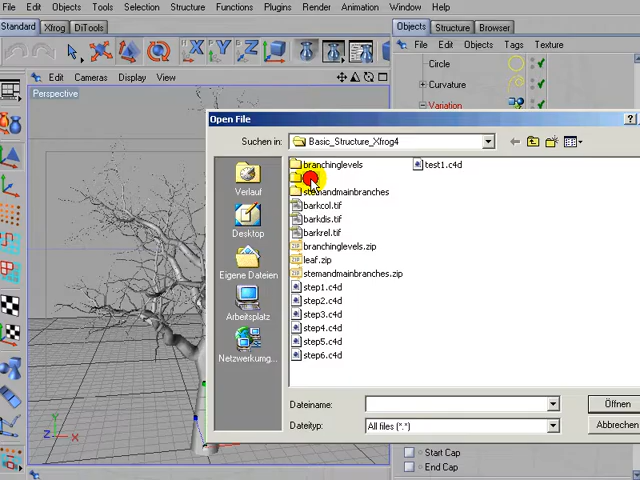 File Edit Objects Tools Selection Structure Functions Plugins Render Animation Window
Standard Xfrog DiTools
Objects Structure Browser
File Edit Objects Tags Texture
Edit Cameras Display View
Perspective
Circle
Curvature
Variation
Open File
Suchen in: Basic_Structure_Xfrog4
Verlauf
Desktop
Eigene Dateien
Arbeitsplatz
Netzwerkumg...
branchinglevels
stemandmainbranches
barkcol.tif
barkdis.tif
barkrel.tif
branchinglevels.zip
leaf.zip
stemandmainbranches.zip
step1.c4d
step2.c4d
step3.c4d
step4.c4d
step5.c4d
step6.c4d
test1.c4d
Dateiname: Öffnen
Dateityp: All files (*.*) Abbrechen
Start Cap
End Cap
Y
Z X